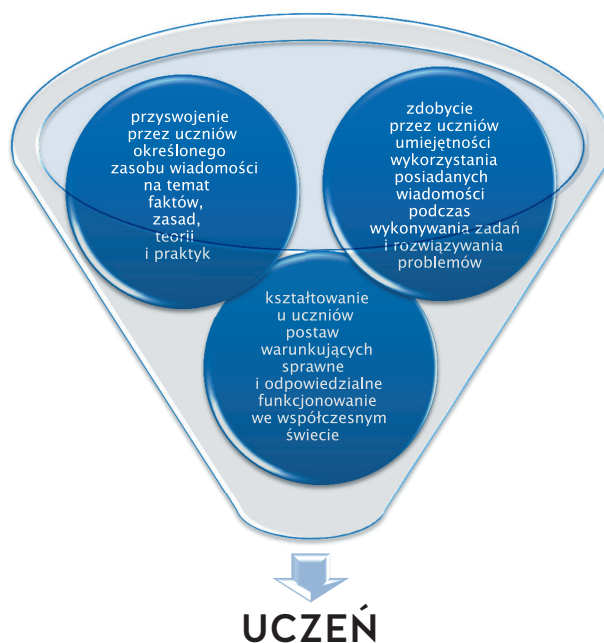 przyswojenie
przez uczniów
określonego
zasobu wiadomości
na temat
faktów,
zasad,
teorii
i praktyk
zdobycie
przez uczniów
umiejętności
wykorzystania
posiadanych
wiadomości
podczas
wykonywania zadań
i rozwiązywania
problemów
kształtowanie
u uczniów
postaw
warunkujących
sprawne
i odpowiedzialne
funkcjonowanie
we współczesnym
świecie
UCZEŃ